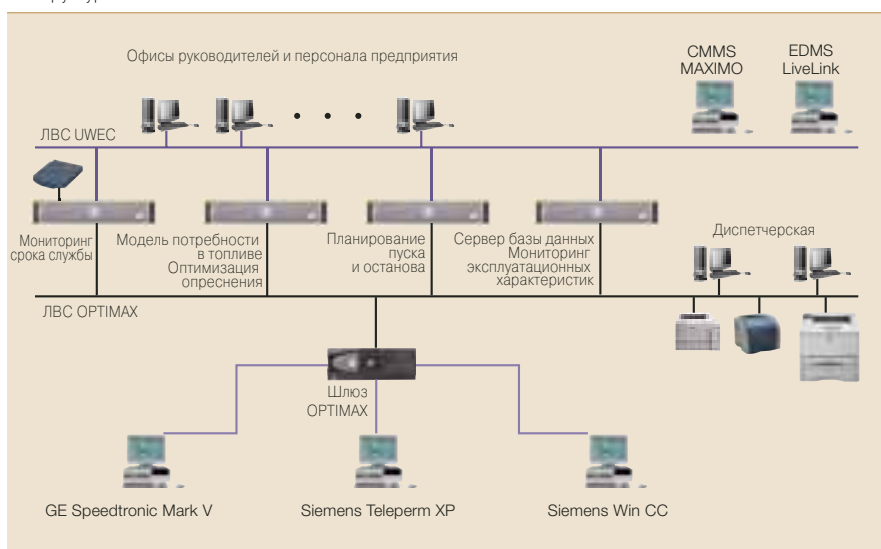 Офисы руководителей и персонала предприятия
CMMS
MAXIMO
EDMS
LiveLink
ЛВС UWEC
Мониторинг
срока службы
Модель потребности
в топливе
Оптимизация
опреснения
Планирование
пуска
и останова
Сервер базы данных
Мониторинг
эксплуатационных
характеристик
Диспетчерская
ЛВС OPTIMAX
Шлюз
OPTIMAX
GE Speedtronic Mark V
Siemens Teleperm XP
Siemens Win CC